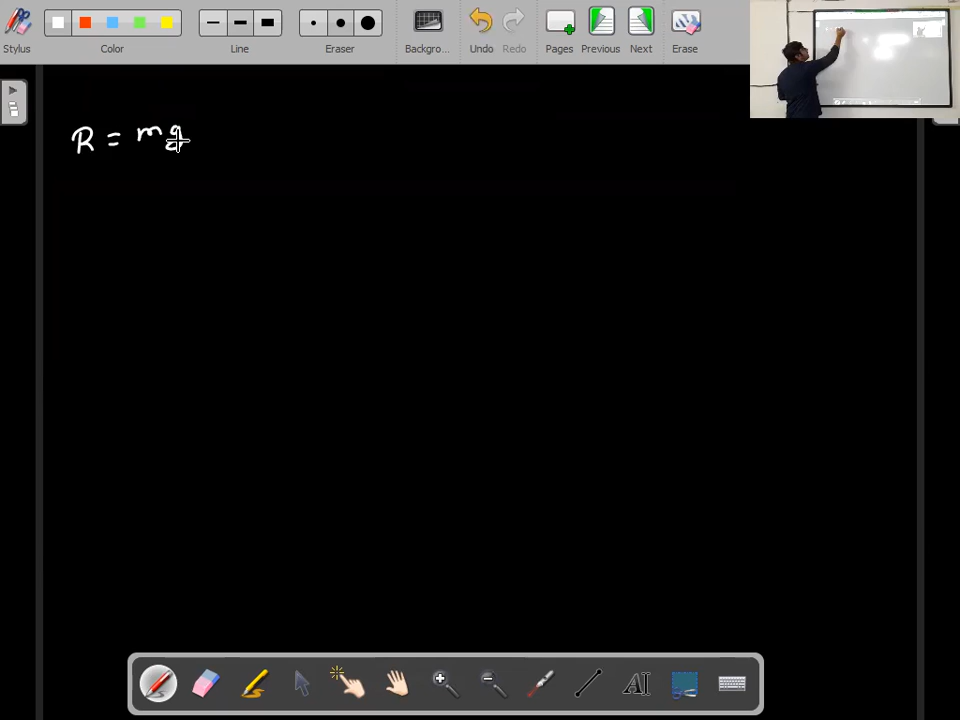 Stylus Color Line Eraser Backgro... Undo Redo Pages Previous Next Erase
R = mg